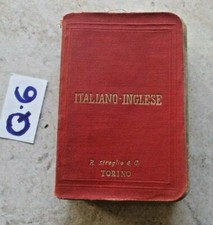 Q.6
ITALIANO-INGLESE
R. Streglio & C.
TORINO